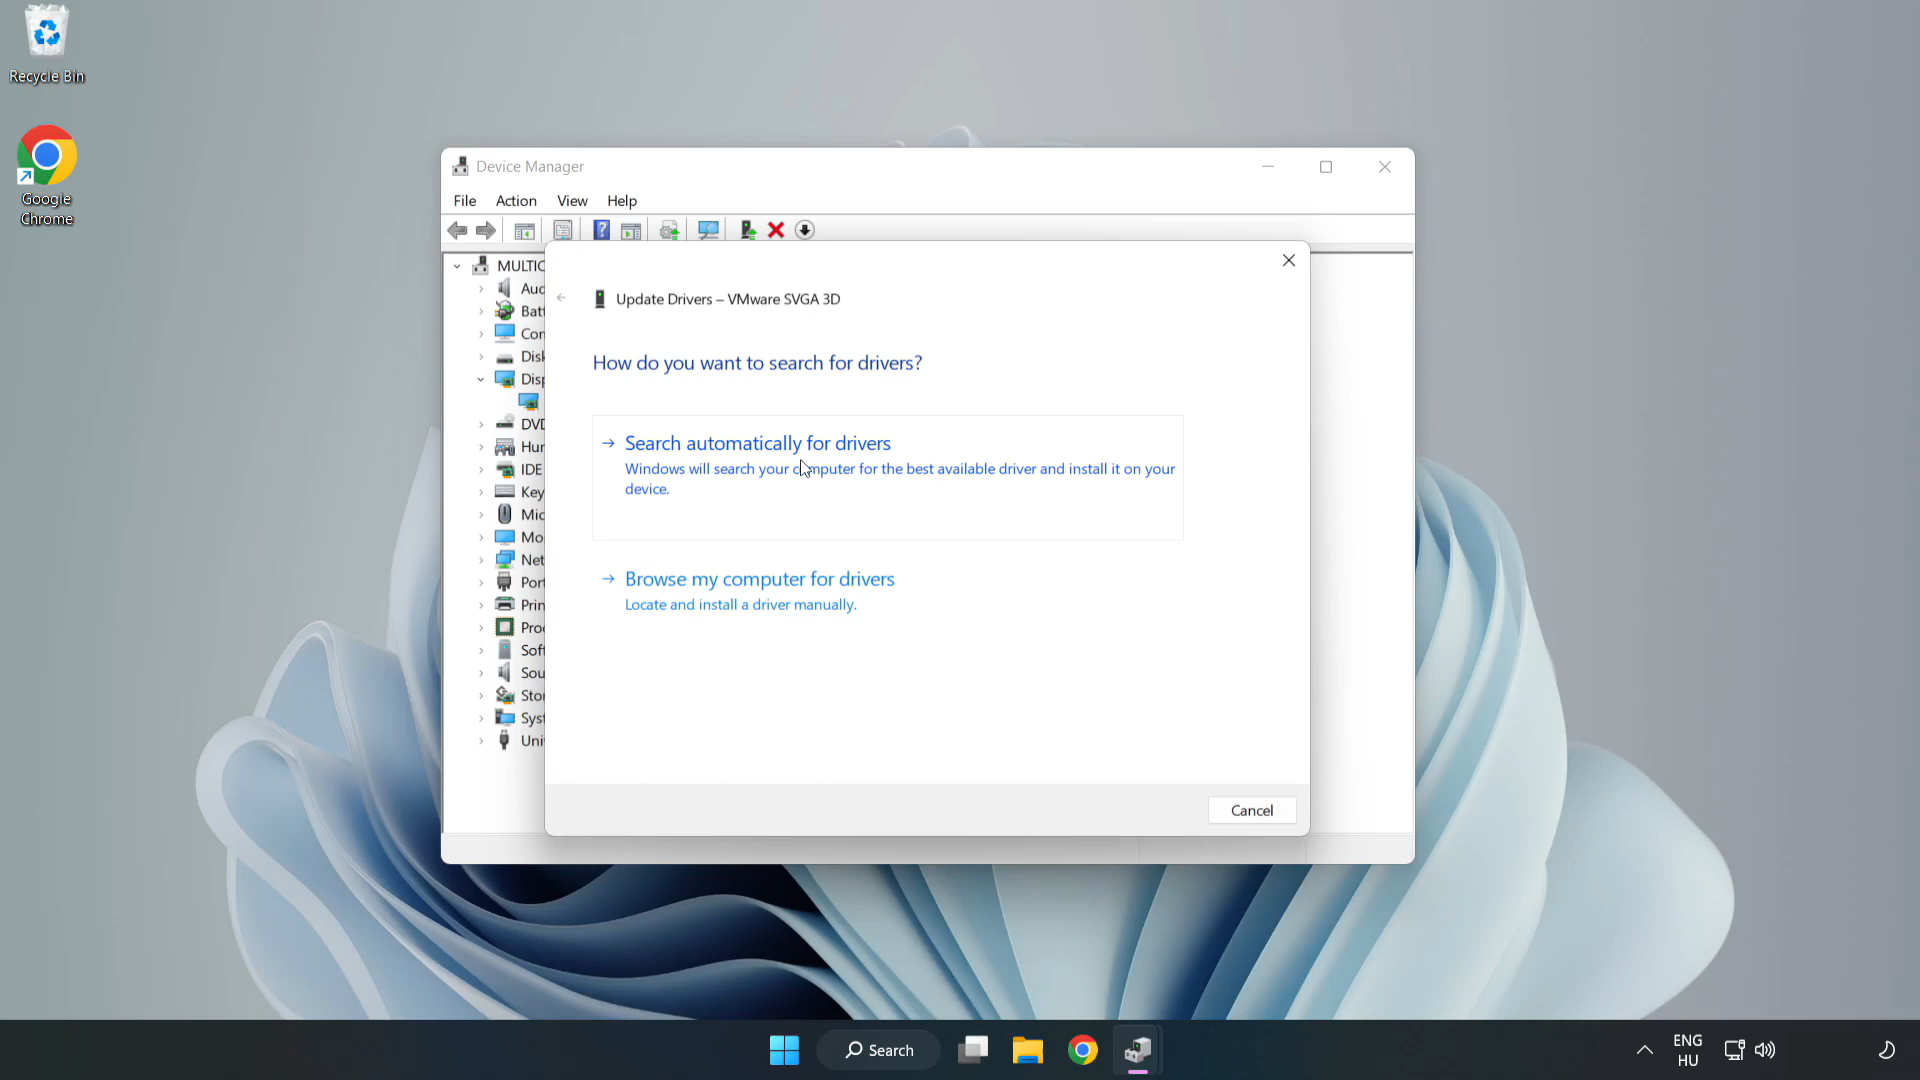 Recycle Bin
Google
Chrome
Device Manager
File Action View Help
MULTIC
Aud
Batt
Com
Disk
Disp
DVD
Hum
IDE
Key
Mic
Mo
Net
Port
Prin
Proc
Soft
Sou
Stor
Syst
Uni
Update Drivers – VMware SVGA 3D
How do you want to search for drivers?
Search automatically for drivers
Windows will search your computer for the best available driver and install it on your
device.
Browse my computer for drivers
Locate and install a driver manually.
Cancel
Search
ENG
HU